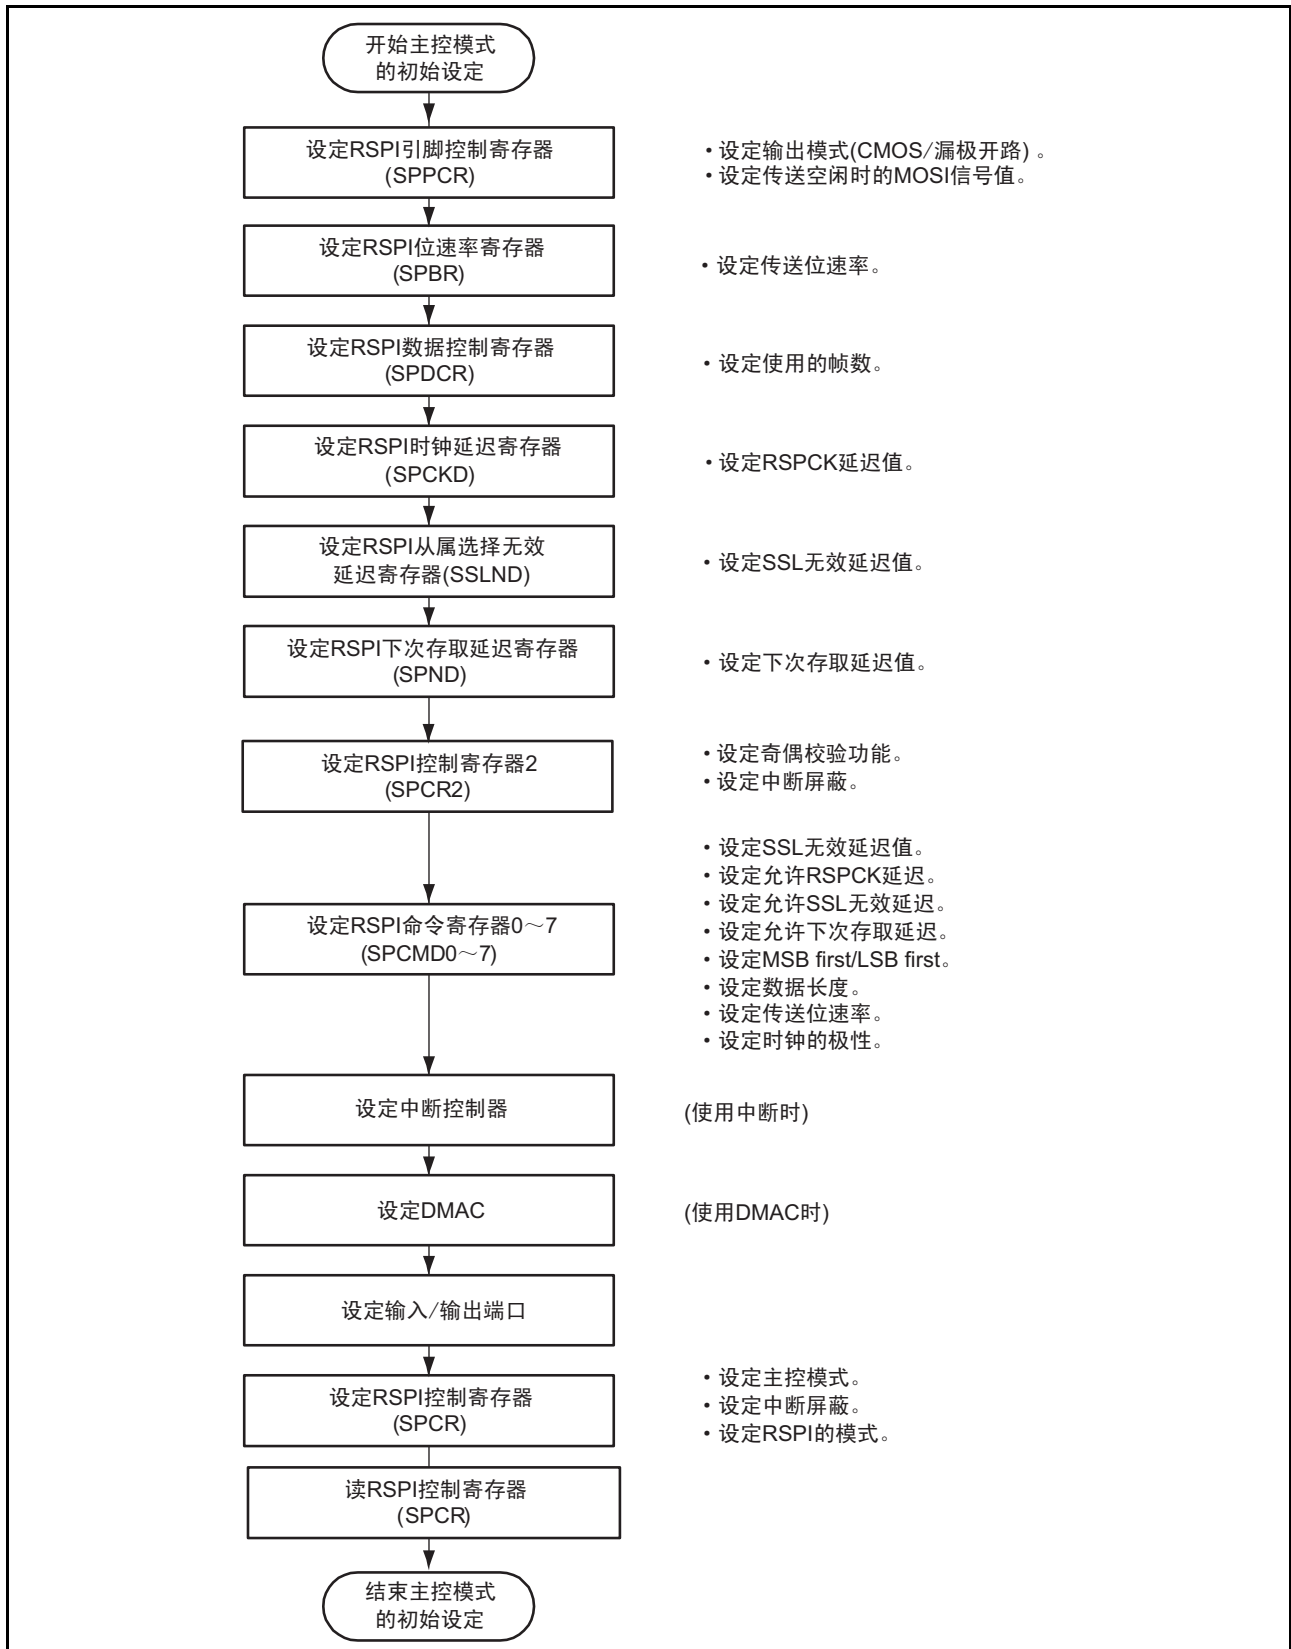 开始主控模式
的初始设定
设定RSPI引脚控制寄存器
(SPPCR)
・设定输出模式(CMOS/漏极开路) 。
・设定传送空闲时的MOSI信号值。
设定RSPI位速率寄存器
(SPBR)
・设定传送位速率。
设定RSPI数据控制寄存器
(SPDCR)
・设定使用的帧数。
设定RSPI时钟延迟寄存器
(SPCKD)
・设定RSPCK延迟值。
设定RSPI从属选择无效
延迟寄存器(SSLND)
・设定SSL无效延迟值。
设定RSPI下次存取延迟寄存器
(SPND)
・设定下次存取延迟值。
设定RSPI控制寄存器2
(SPCR2)
・设定奇偶校验功能。
・设定中断屏蔽。
设定RSPI命令寄存器0～7
(SPCMD0～7)
・设定SSL无效延迟值。
・设定允许RSPCK延迟。
・设定允许SSL无效延迟。
・设定允许下次存取延迟。
・设定MSB first/LSB first。
・设定数据长度。
・设定传送位速率。
・设定时钟的极性。
设定中断控制器
(使用中断时)
设定DMAC
(使用DMAC时)
设定输入/输出端口
设定RSPI控制寄存器
(SPCR)
・设定主控模式。
・设定中断屏蔽。
・设定RSPI的模式。
读RSPI控制寄存器
(SPCR)
结束主控模式
的初始设定